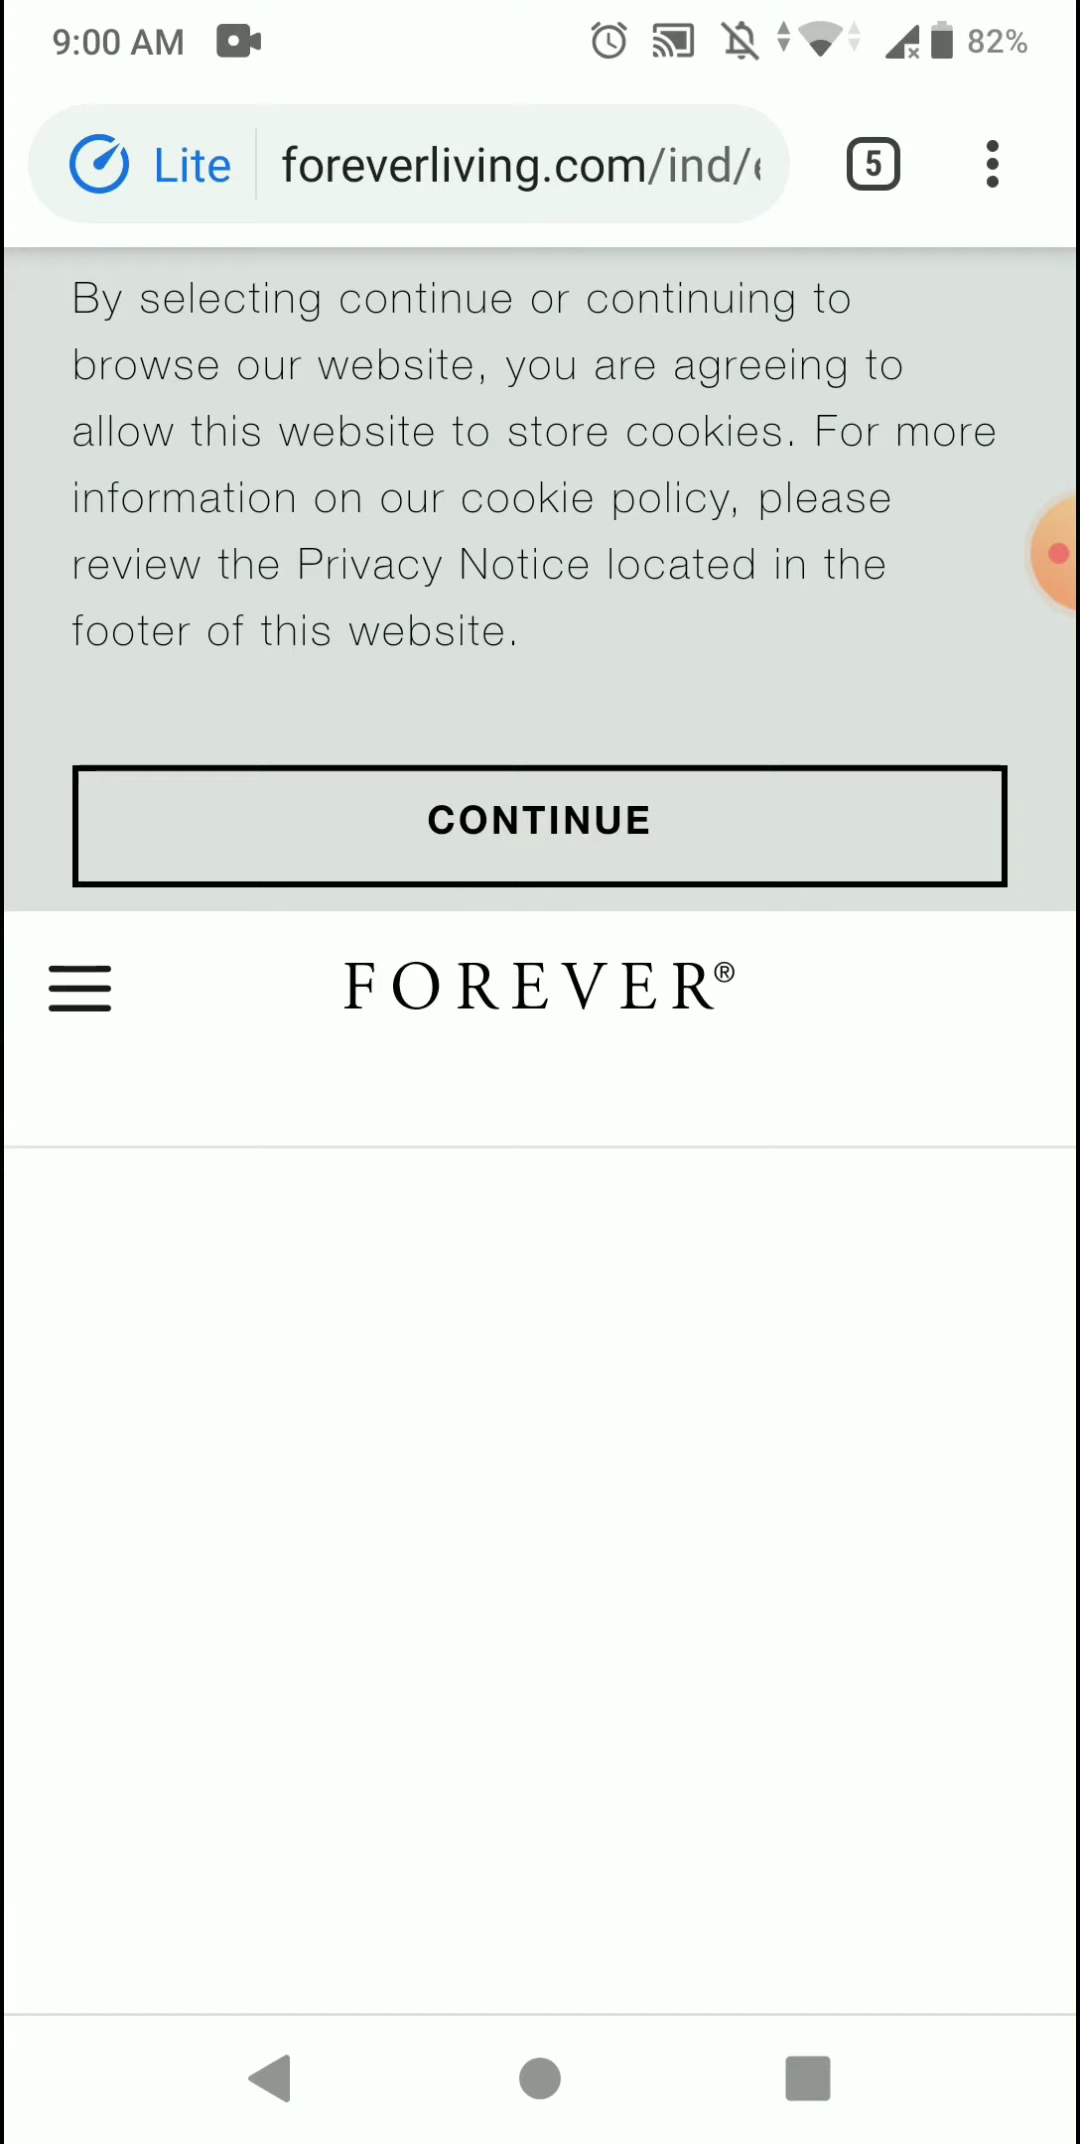 9:00 AM 82%
Lite foreverliving.com/ind/ 5
By selecting continue or continuing to
browse our website, you are agreeing to
allow this website to store cookies. For more
information on our cookie policy, please
review the Privacy Notice located in the
footer of this website.
CONTINUE
FOREVER®